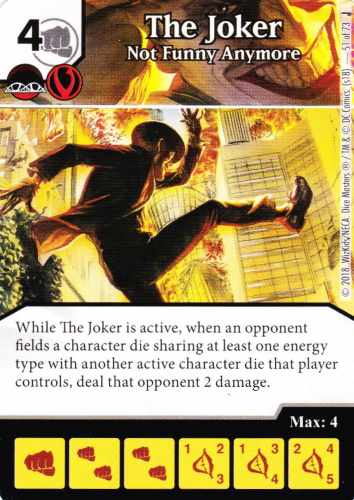 4
The Joker
Not Funny Anymore
© 2018. WizKids/NECA. Dice Masters ® / TM & © DC Comics. (s18) — 51 of 73
While The Joker is active, when an opponent
fields a character die sharing at least one energy
type with another active character die that player
controls, deal that opponent 2 damage.
Max: 4
1 2 3
1 3 4
2 4 5